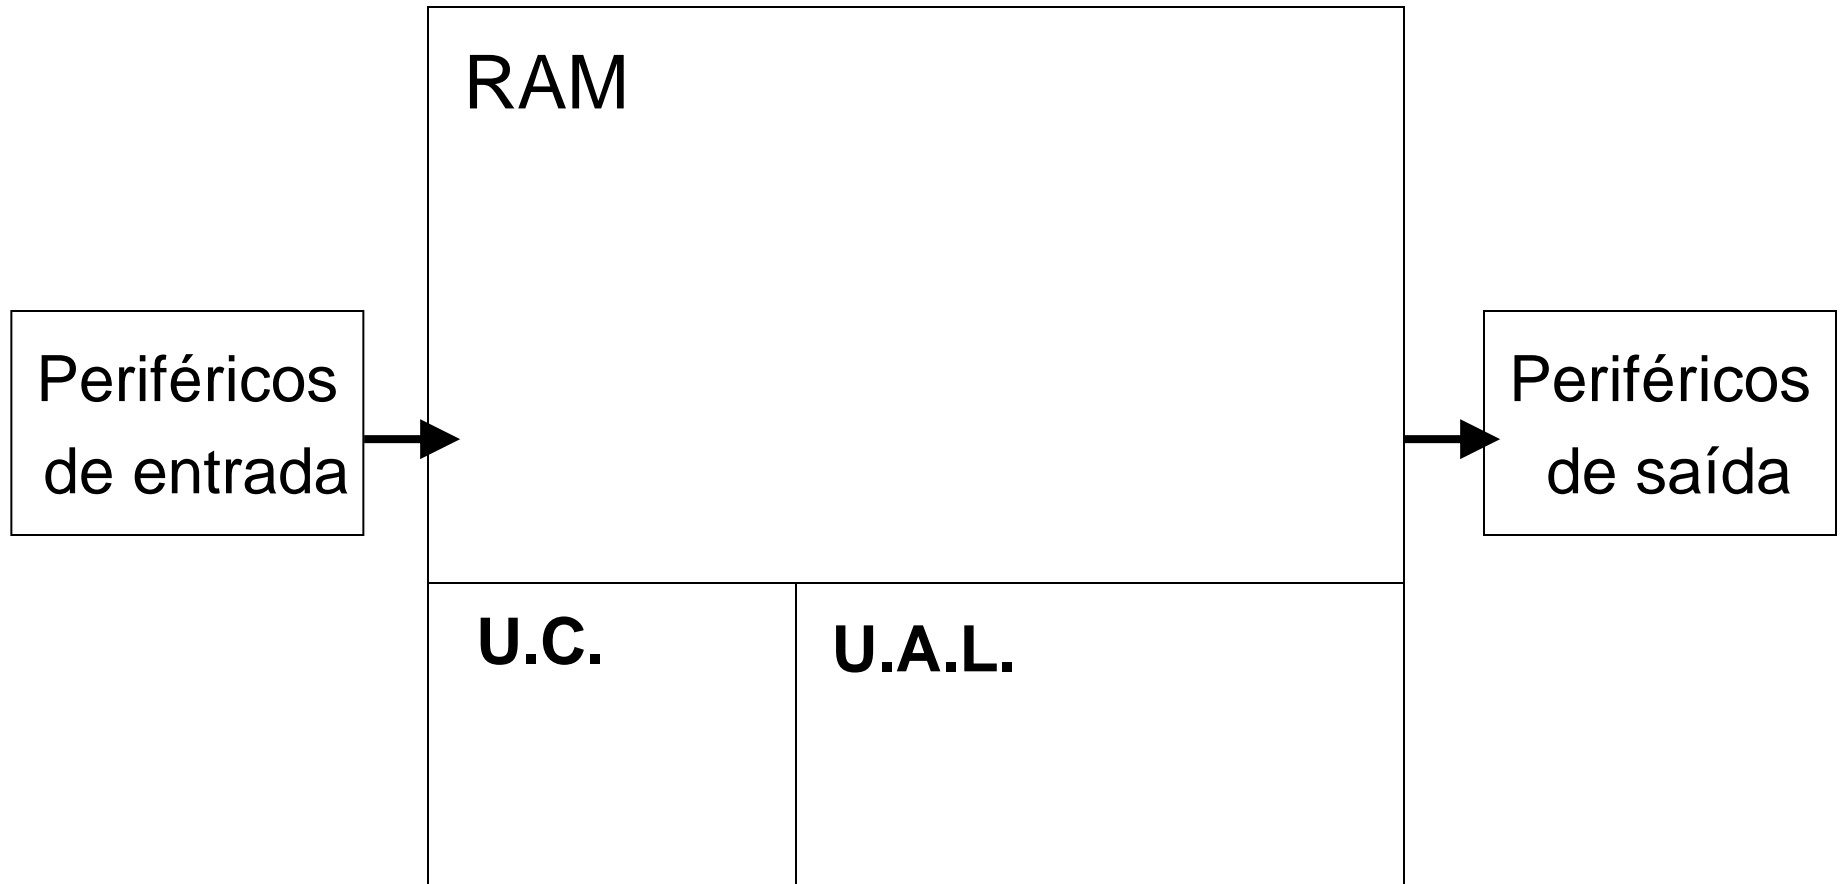 RAM
Periféricos
de entrada
Periféricos
de saída
U.C.
U.A.L.